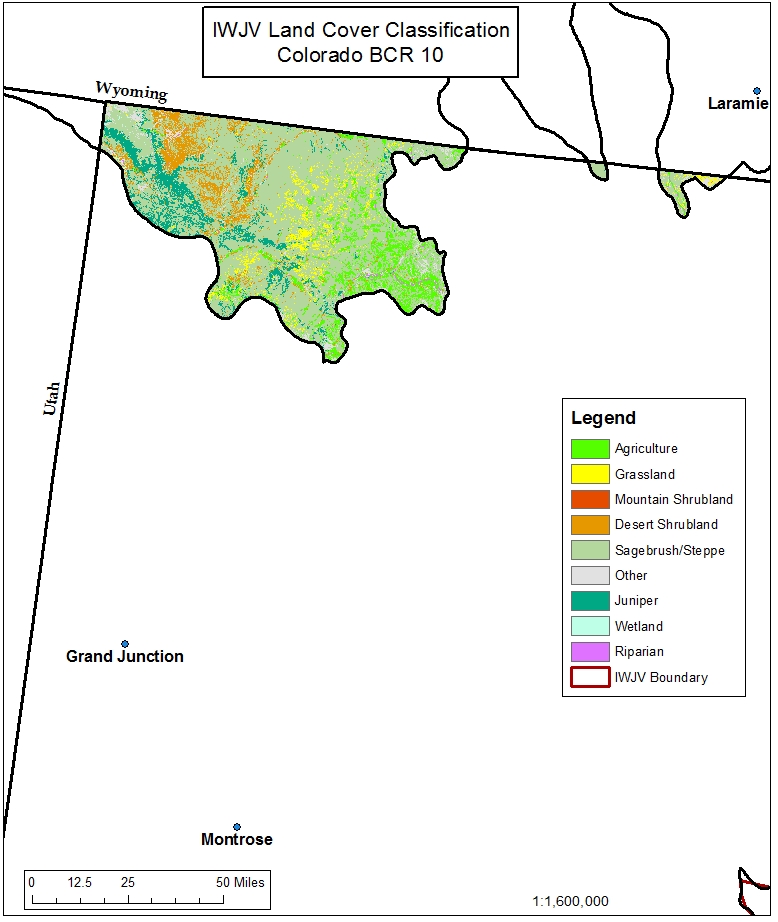 IWJV Land Cover Classification
Colorado BCR 10
Wyoming
Laramie
Utah
Legend
Agriculture
Grassland
Mountain Shrubland
Desert Shrubland
Sagebrush/Steppe
Other
Juniper
Wetland
Riparian
IWJV Boundary
Grand Junction
Montrose
0 12.5 25 50 Miles
1:1,600,000